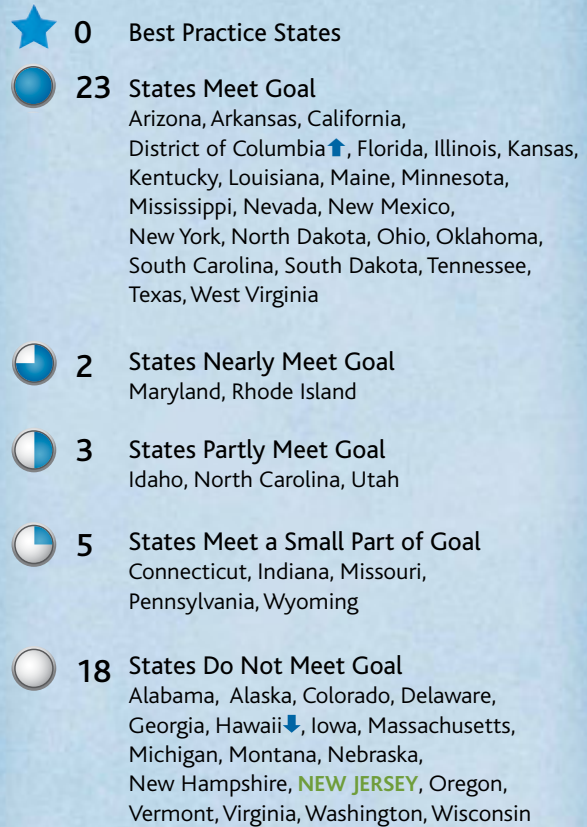 0 Best Practice States
23 States Meet Goal
Arizona, Arkansas, California,
District of Columbia⬆, Florida, Illinois, Kansas,
Kentucky, Louisiana, Maine, Minnesota,
Mississippi, Nevada, New Mexico,
New York, North Dakota, Ohio, Oklahoma,
South Carolina, South Dakota, Tennessee,
Texas, West Virginia
2 States Nearly Meet Goal
Maryland, Rhode Island
3 States Partly Meet Goal
Idaho, North Carolina, Utah
5 States Meet a Small Part of Goal
Connecticut, Indiana, Missouri,
Pennsylvania, Wyoming
18 States Do Not Meet Goal
Alabama, Alaska, Colorado, Delaware,
Georgia, Hawaii⬇, Iowa, Massachusetts,
Michigan, Montana, Nebraska,
New Hampshire, NEW JERSEY, Oregon,
Vermont, Virginia, Washington, Wisconsin